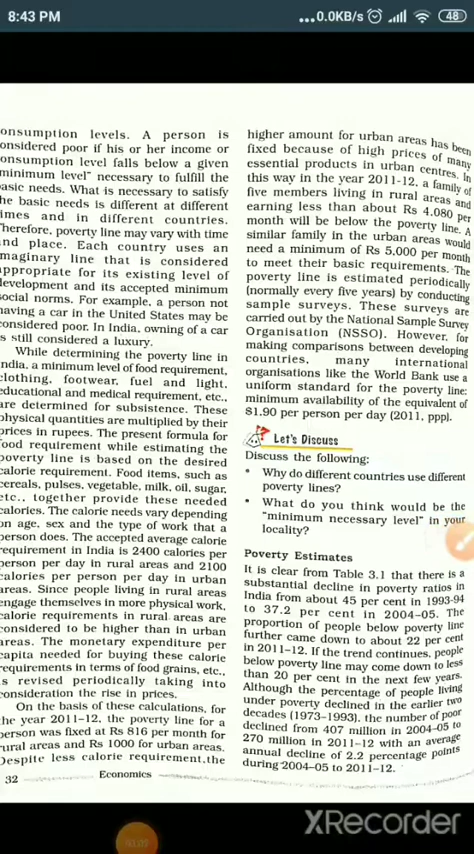 8:43 PM
...0.0KB/s
48
onsumption levels. A person is
onsidered poor if his or her income or
onsumption level falls below a given
minimum level" necessary to fulfill the
asic needs. What is necessary to satisfy
he basic needs is different at different
imes and in different countries.
herefore, poverty line may vary with time
nd place. Each country uses an
maginary line that is considered
ppropriate for its existing level of
development and its accepted minimum
social norms. For example, a person not
having a car in the United States may be
considered poor. In India, owning of a car
s still considered a luxury.
While determining the poverty line in
India, a minimum level of food requirement,
clothing, footwear, fuel and light,
educational and medical requirement, etc.,
are determined for subsistence. These
physical quantities are multiplied by their
prices in rupees. The present formula for
food requirement while estimating the
poverty line is based on the desired
calorie requirement. Food items, such as
cereals, pulses, vegetable, milk, oil, sugar,
etc., together provide these needed
calories. The calorie needs vary depending
on age, sex and the type of work that a
person does. The accepted average calorie
requirement in India is 2400 calories per
person per day in rural areas and 2100
calories per person per day in urban
areas. Since people living in rural areas
engage themselves in more physical work,
calorie requirements in rural areas are
considered to be higher than in urban
areas. The monetary expenditure per
capita needed for buying these calorie
requirements in terms of food grains, etc.,
is revised periodically taking into
consideration the rise in prices.
On the basis of these calculations, for
the year 2011-12, the poverty line for a
person was fixed at Rs 816 per month for
rural areas and Rs 1000 for urban areas.
Despite less calorie requirement, the
32
Economics
higher amount for urban areas has been
fixed because of high prices of many
essential products in urban centres. In
this way in the year 2011-12, a family of
five members living in rural areas and
earning less than about Rs 4,080 per
month will be below the poverty line. A
similar family in the urban areas would
need a minimum of Rs 5,000 per month
to meet their basic requirements. The
poverty line is estimated periodically
(normally every five years) by conducting
sample surveys. These surveys are
carried out by the National Sample Survey
Organisation (NSSO). However, for
making comparisons between developing
countries, many international
organisations like the World Bank use a
uniform standard for the poverty line:
minimum availability of the equivalent of
$1.90 per person per day (2011, ppp).
Let's Discuss
Discuss the following:
• Why do different countries use different
poverty lines?
• What do you think would be the
"minimum necessary level" in your
locality?
Poverty Estimates
It is clear from Table 3.1 that there is a
substantial decline in poverty ratios in
India from about 45 per cent in 1993-94
to 37.2 per cent in 2004-05. The
proportion of people below poverty line
further came down to about 22 per cent
in 2011-12. If the trend continues, people
below poverty line may come down to less
than 20 per cent in the next few years.
Although the percentage of people living
under poverty declined in the earlier two
decades (1973-1993), the number of poor
declined from 407 million in 2004-05 to
270 million in 2011-12 with an average
annual decline of 2.2 percentage points
during 2004-05 to 2011-12.
XRecorder